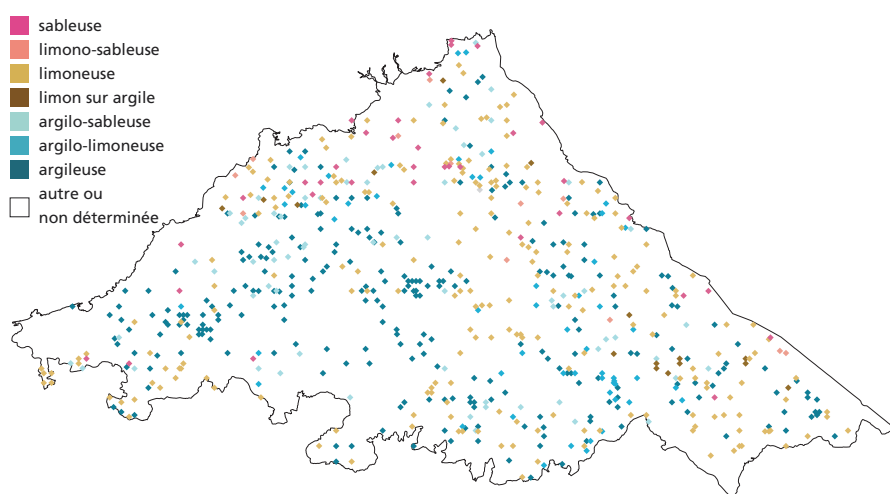 sableuse
limono-sableuse
limoneuse
limon sur argile
argilo-sableuse
argilo-limoneuse
argileuse
autre ou
non déterminée